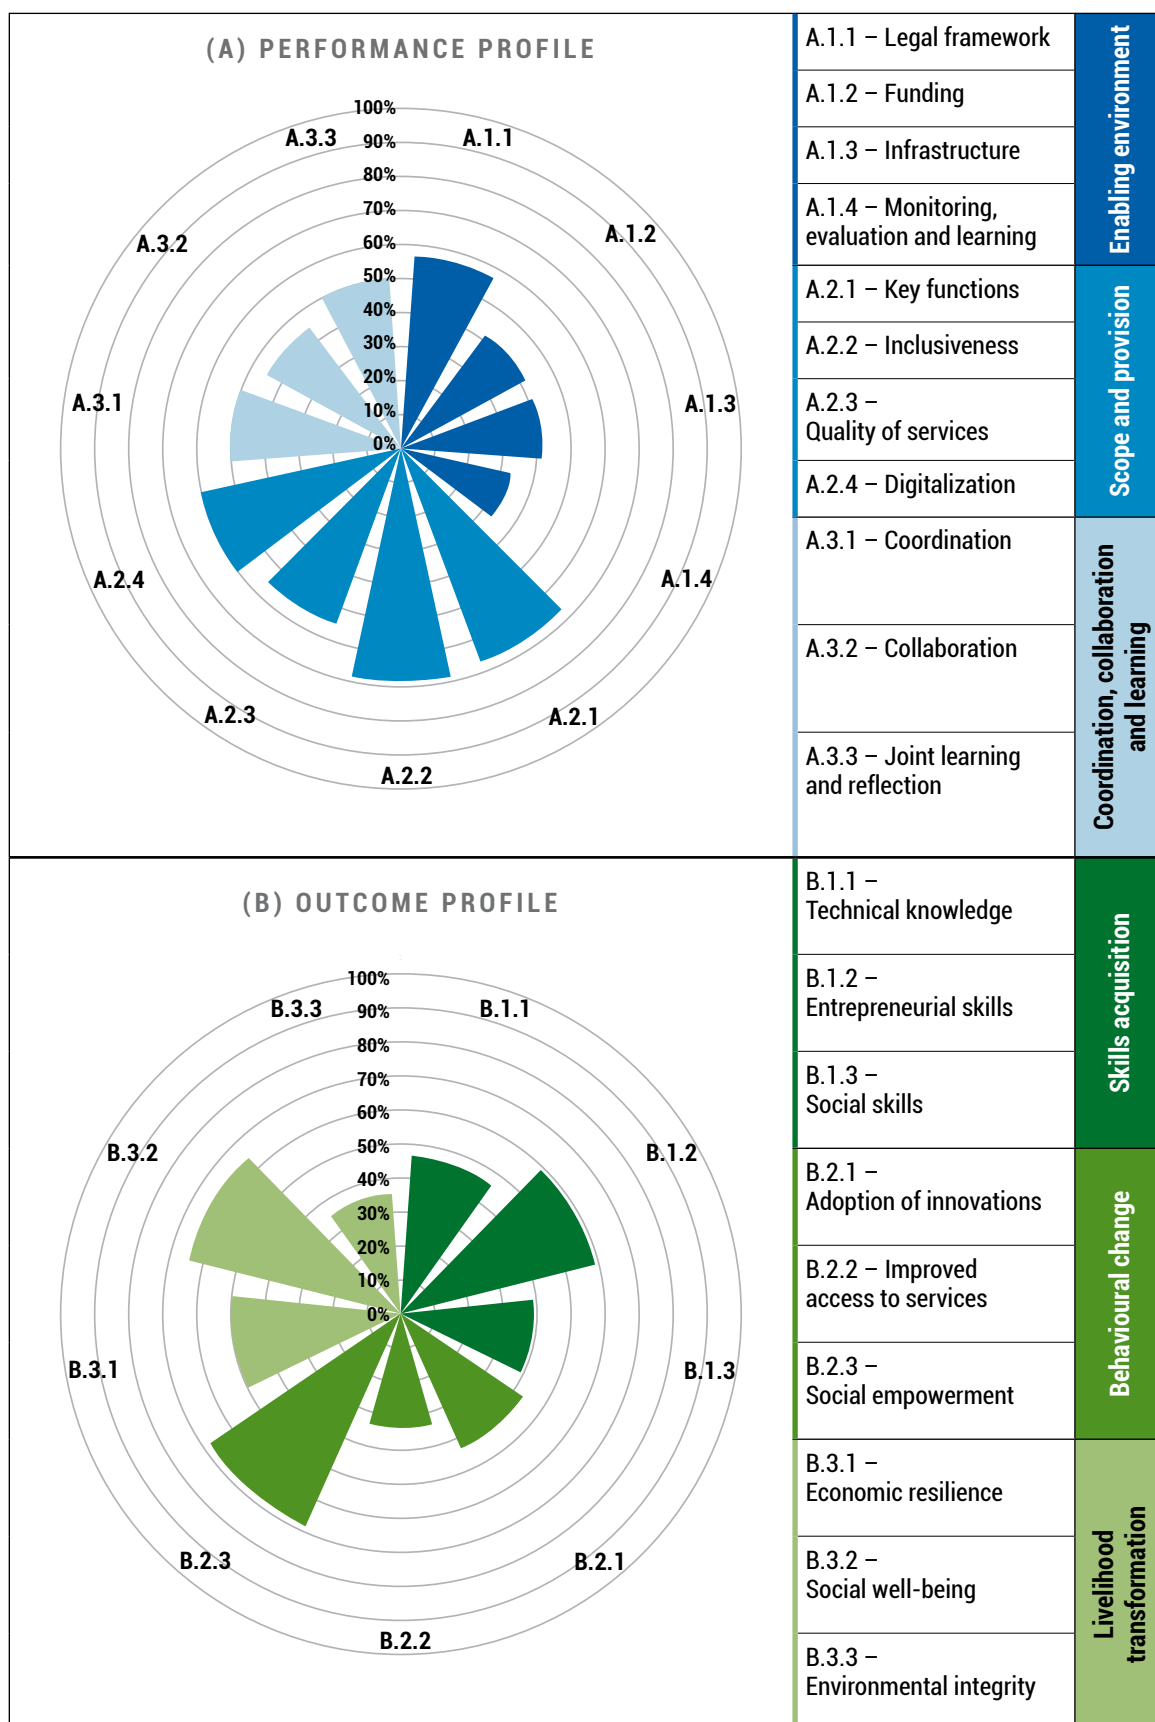 (A) PERFORMANCE PROFILE
100%
90%
80%
70%
60%
50%
40%
30%
20%
10%
0%
A.1.1
A.1.2
A.1.3
A.1.4
A.2.1
A.2.2
A.2.3
A.2.4
A.3.1
A.3.2
A.3.3
A.1.1 – Legal framework
A.1.2 – Funding
A.1.3 – Infrastructure
A.1.4 – Monitoring,
evaluation and learning
Enabling environment
A.2.1 – Key functions
A.2.2 – Inclusiveness
A.2.3 –
Quality of services
A.2.4 – Digitalization
Scope and provision
A.3.1 – Coordination
A.3.2 – Collaboration
A.3.3 – Joint learning
and reflection
Coordination, collaboration
and learning
(B) OUTCOME PROFILE
100%
90%
80%
70%
60%
50%
40%
30%
20%
10%
0%
B.1.1
B.1.2
B.1.3
B.2.1
B.2.2
B.2.3
B.3.1
B.3.2
B.3.3
B.1.1 –
Technical knowledge
B.1.2 –
Entrepreneurial skills
B.1.3 –
Social skills
Skills acquisition
B.2.1 –
Adoption of innovations
B.2.2 – Improved
access to services
B.2.3 –
Social empowerment
Behavioural change
B.3.1 –
Economic resilience
B.3.2 –
Social well-being
B.3.3 –
Environmental integrity
Livelihood
transformation